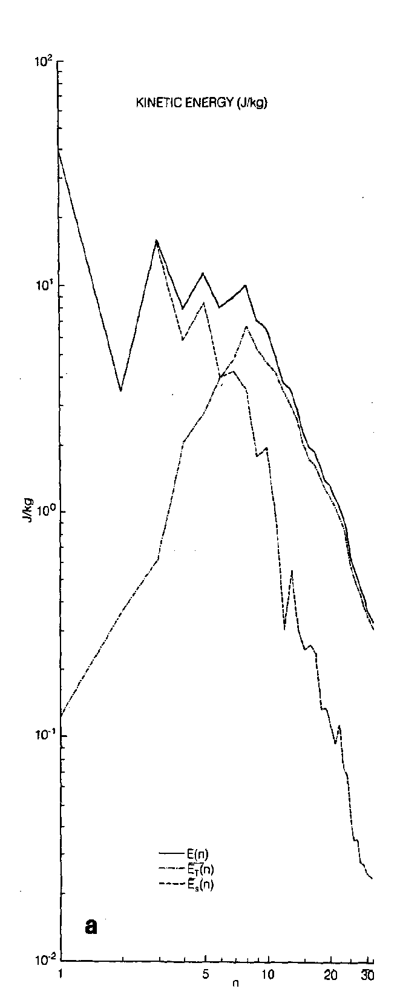 10²
KINETIC ENERGY (J/kg)
10¹
J/kg
10⁰
10⁻¹
E(n)
E_T(n)
E_s(n)
a
10⁻²
1 5 10 20 30
n